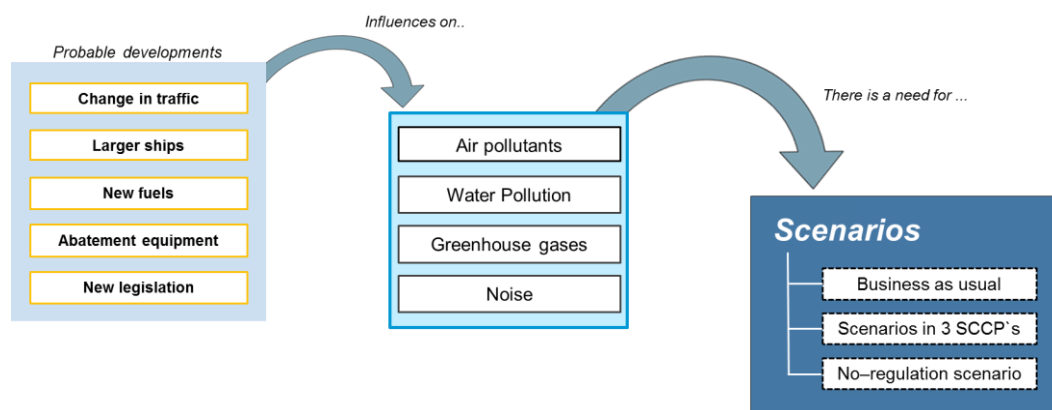 Probable developments
Change in traffic
Larger ships
New fuels
Abatement equipment
New legislation
Influences on..
Air pollutants
Water Pollution
Greenhouse gases
Noise
There is a need for ...
Scenarios
Business as usual
Scenarios in 3 SCCP`s
No–regulation scenario